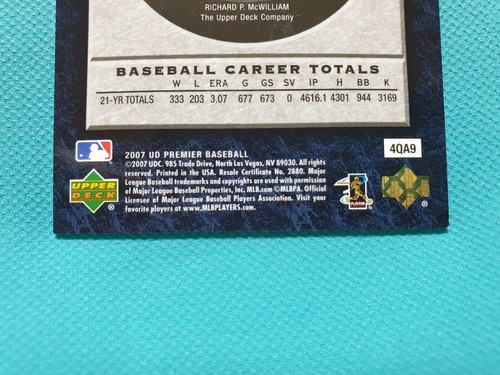 RICHARD P. McWILLIAM
The Upper Deck Company
BASEBALL CAREER TOTALS
W L ERA G GS SV IP H BB K
21-YR TOTALS 333 203 3.07 677 673 0 4616.1 4301 944 3169
2007 UD PREMIER BASEBALL
©2007 UDC. 985 Trade Drive, North Las Vegas, NV 89030. All rights
reserved. Printed in the USA. Resale Certificate No. 2880. Major
League Baseball trademarks and copyrights are used with permission
of Major League Baseball Properties, Inc. MLB.com ©MLBPA. Official
Licensee of Major League Baseball Players Association. Visit your
favorite players at www.MLBPLAYERS.com.
4QA9
UPPER
DECK
PLAYERS